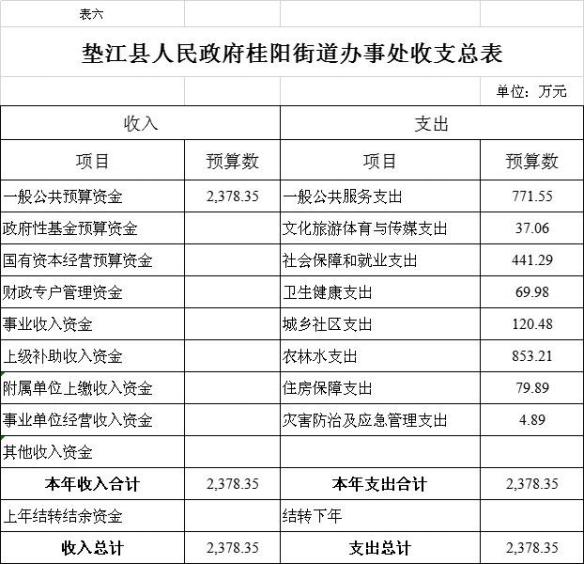 表六
垫江县人民政府桂阳街道办事处收支总表
单位：万元
收入 支出
项目 预算数 项目 预算数
一般公共预算资金 2,378.35 一般公共服务支出 771.55
政府性基金预算资金 文化旅游体育与传媒支出 37.06
国有资本经营预算资金 社会保障和就业支出 441.29
财政专户管理资金 卫生健康支出 69.98
事业收入资金 城乡社区支出 120.48
上级补助收入资金 农林水支出 853.21
附属单位上缴收入资金 住房保障支出 79.89
事业单位经营收入资金 灾害防治及应急管理支出 4.89
其他收入资金
本年收入合计 2,378.35 本年支出合计 2,378.35
上年结转结余资金 结转下年
收入总计 2,378.35 支出总计 2,378.35